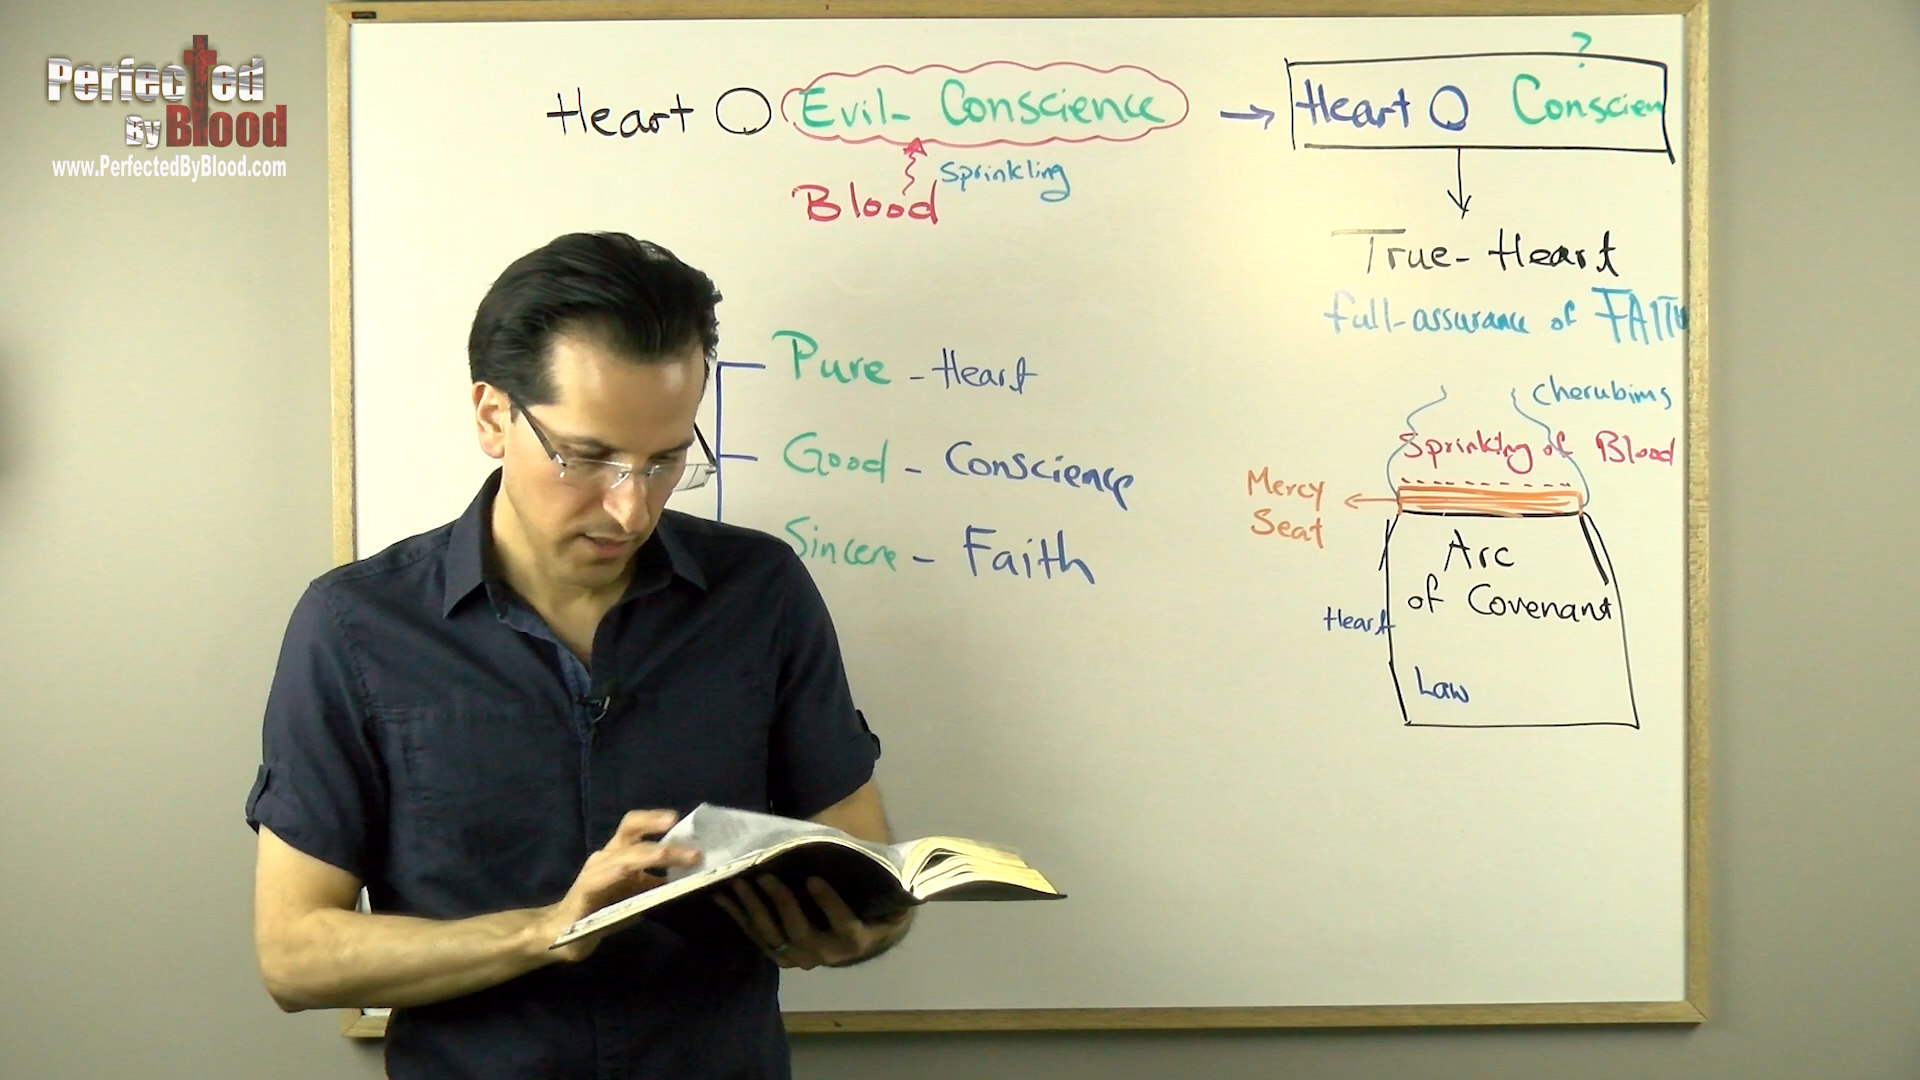 Perfected
By Blood
www.PerfectedByBlood.com
Heart Evil- Conscience → Heart Conscien
?
Sprinkling
Blood
True- Heart
full-assurance of FAITH
Pure - Heart
Good - Conscience
Sincere - Faith
Cherubims
Sprinkling of Blood
Mercy
Seat
Arc
of Covenant
Heart
Law